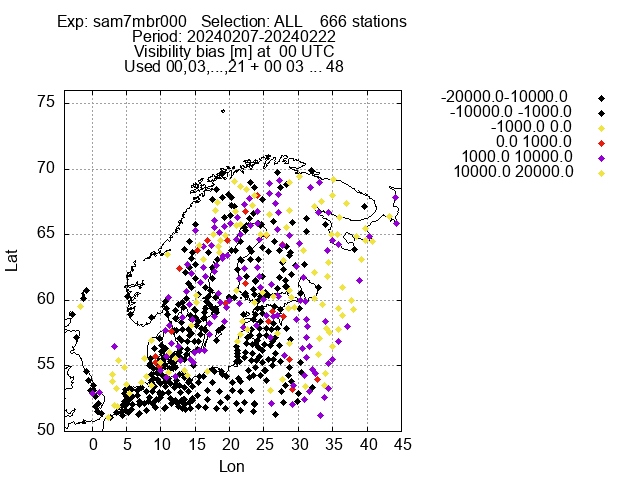 Exp: sam7mbr000   Selection: ALL    666 stations
Period: 20240207-20240222
Visibility bias [m] at  00 UTC
Used 00,03,...,21 + 00 03 ... 48
-20000.0-10000.0
-10000.0 -1000.0
-1000.0 0.0
0.0 1000.0
1000.0 10000.0
10000.0 20000.0
75
70
65
60
55
50
Lat
0 5 10 15 20 25 30 35 40 45
Lon